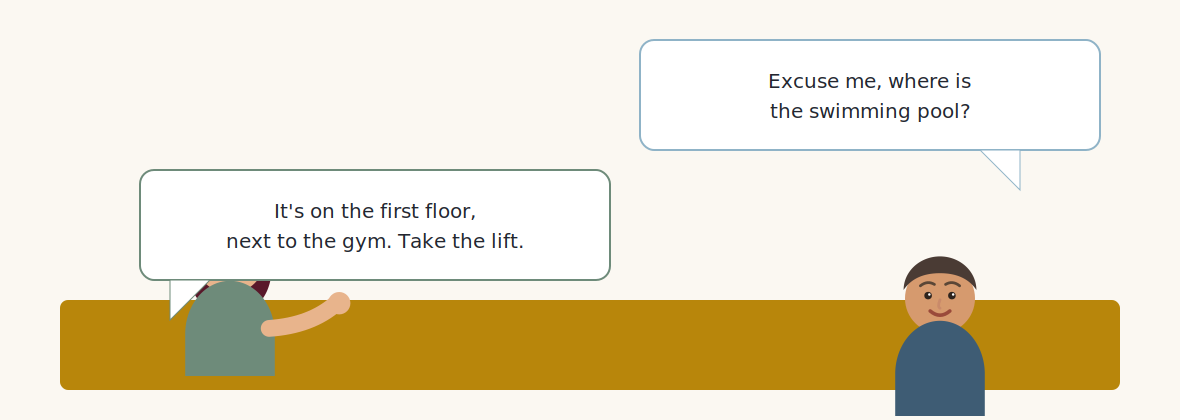 Excuse me, where is
the swimming pool?
It's on the first floor,
next to the gym. Take the lift.